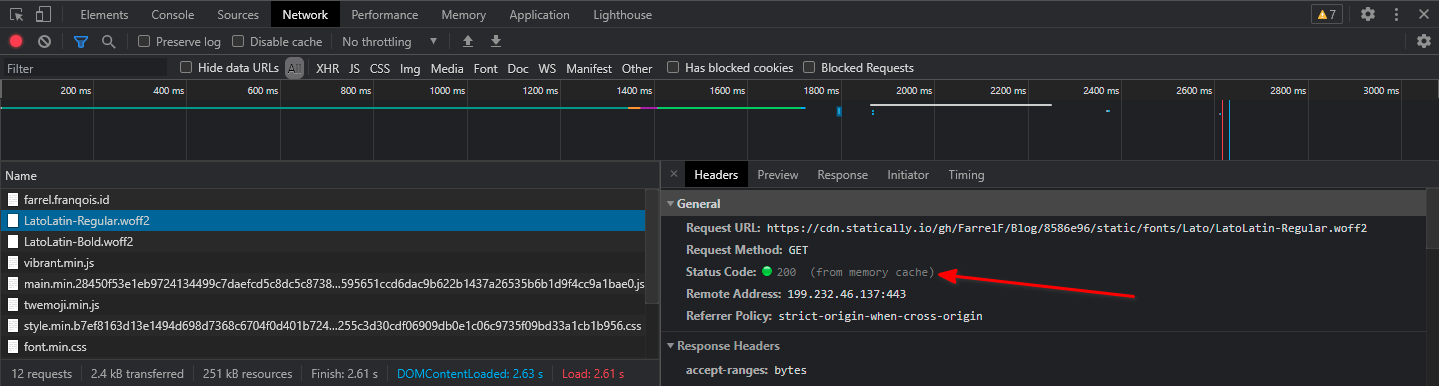 Elements Console Sources Network Performance Memory Application Lighthouse 7
Preserve log Disable cache No throttling
Filter Hide data URLs All XHR JS CSS Img Media Font Doc WS Manifest Other Has blocked cookies Blocked Requests
200 ms 400 ms 600 ms 800 ms 1000 ms 1200 ms 1400 ms 1600 ms 1800 ms 2000 ms 2200 ms 2400 ms 2600 ms 2800 ms 3000 ms
Name
farrel.franqois.id
LatoLatin-Regular.woff2
LatoLatin-Bold.woff2
vibrant.min.js
main.min.28450f53e1eb9724134499c7daefcd5c8dc5c8738...595651ccd6dac9b622b1437a26535b6b1d9f4cc9a1bae0.js
twemoji.min.js
style.min.b7ef8163d13e1494d698d7368c6704f0d401b724...255c3d30cdf06909db0e1c06c9735f09bd33a1cb1b956.css
font.min.css
12 requests 2.4 kB transferred 251 kB resources Finish: 2.61 s DOMContentLoaded: 2.63 s Load: 2.61 s
× Headers Preview Response Initiator Timing
General
Request URL: https://cdn.statically.io/gh/FarrelF/Blog/8586e96/static/fonts/Lato/LatoLatin-Regular.woff2
Request Method: GET
Status Code: 200 (from memory cache)
Remote Address: 199.232.46.137:443
Referrer Policy: strict-origin-when-cross-origin
Response Headers
accept-ranges: bytes